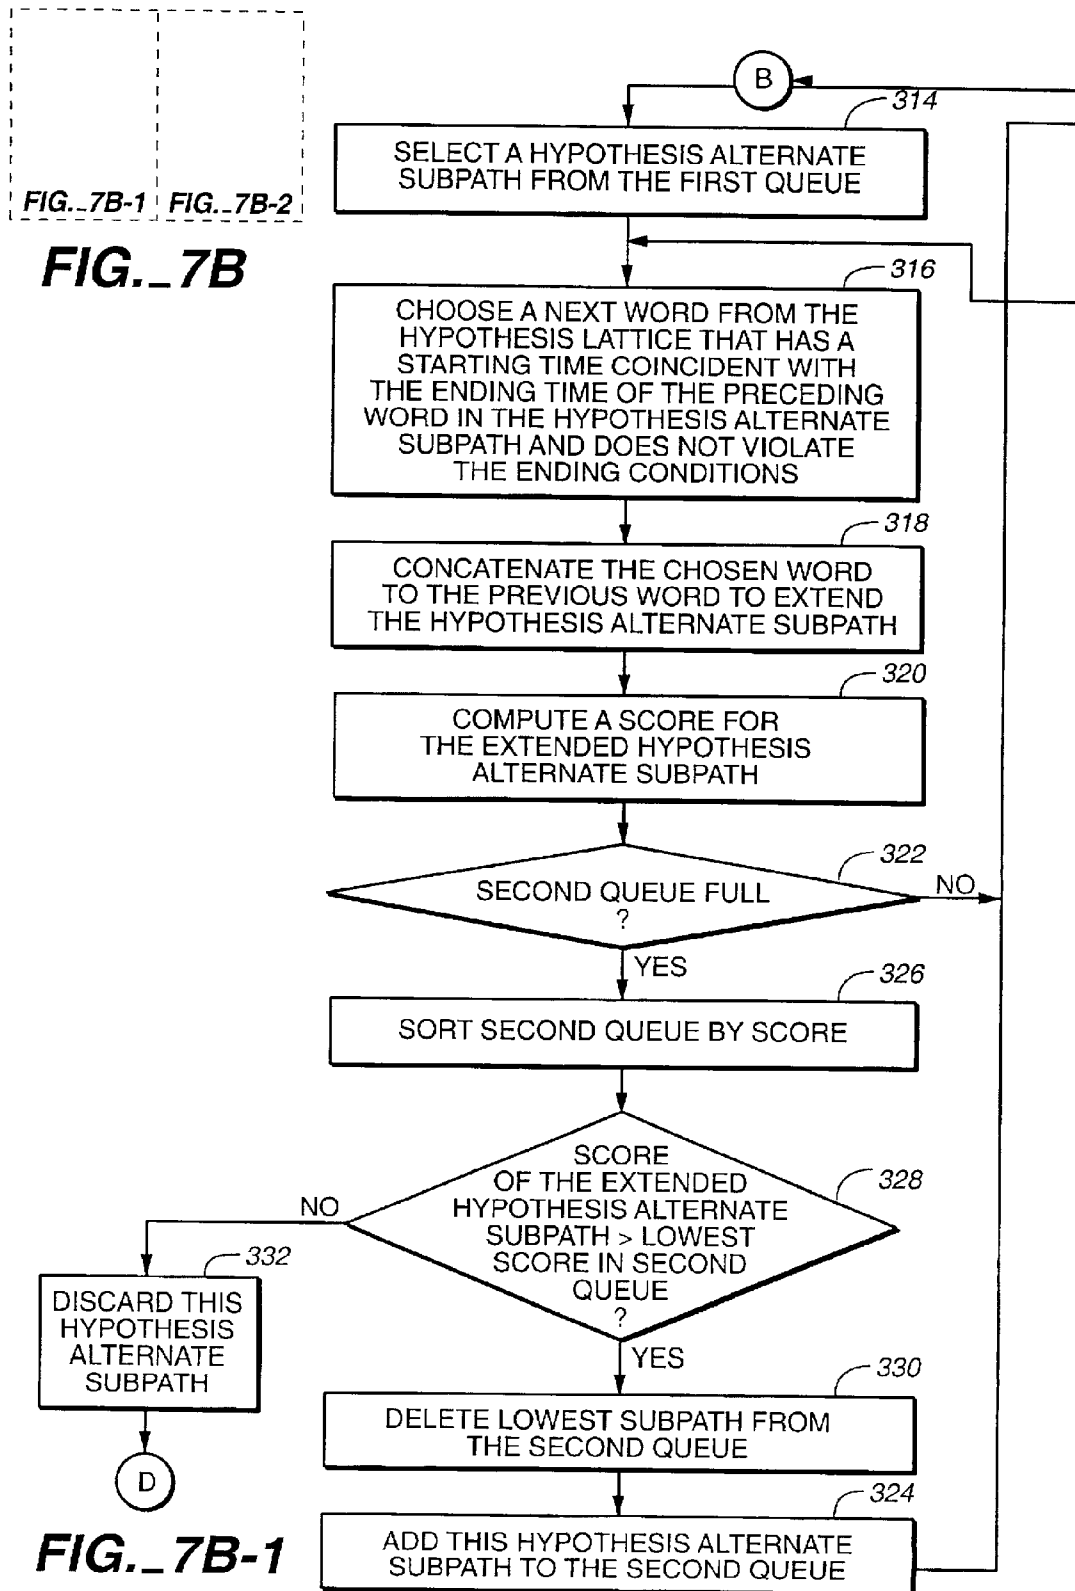 FIG._7B-1
FIG._7B-2
FIG._7B
B
314
SELECT A HYPOTHESIS ALTERNATE
SUBPATH FROM THE FIRST QUEUE
316
CHOOSE A NEXT WORD FROM THE
HYPOTHESIS LATTICE THAT HAS A
STARTING TIME COINCIDENT WITH
THE ENDING TIME OF THE PRECEDING
WORD IN THE HYPOTHESIS ALTERNATE
SUBPATH AND DOES NOT VIOLATE
THE ENDING CONDITIONS
318
CONCATENATE THE CHOSEN WORD
TO THE PREVIOUS WORD TO EXTEND
THE HYPOTHESIS ALTERNATE SUBPATH
320
COMPUTE A SCORE FOR
THE EXTENDED HYPOTHESIS
ALTERNATE SUBPATH
322
SECOND QUEUE FULL
?
NO
YES
326
SORT SECOND QUEUE BY SCORE
328
SCORE
OF THE EXTENDED
HYPOTHESIS ALTERNATE
SUBPATH > LOWEST
SCORE IN SECOND
QUEUE
?
NO
332
DISCARD THIS
HYPOTHESIS
ALTERNATE
SUBPATH
D
YES
330
DELETE LOWEST SUBPATH FROM
THE SECOND QUEUE
324
ADD THIS HYPOTHESIS ALTERNATE
SUBPATH TO THE SECOND QUEUE
FIG._7B-1